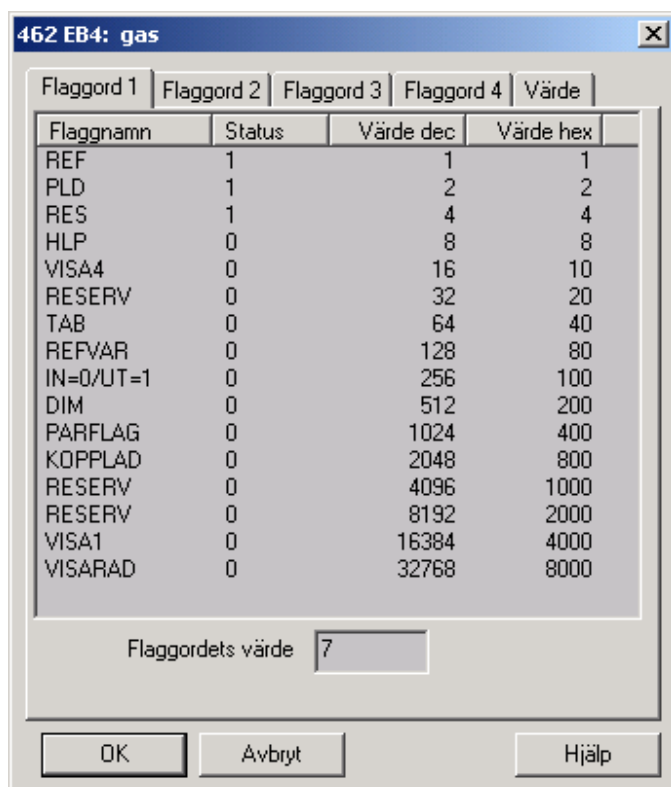 462 EB4: gas
Flaggord 1 Flaggord 2 Flaggord 3 Flaggord 4 Värde
Flaggnamn Status Värde dec Värde hex
REF 1 1 1
PLD 1 2 2
RES 1 4 4
HLP 0 8 8
VISA4 0 16 10
RESERV 0 32 20
TAB 0 64 40
REFVAR 0 128 80
IN=0/UT=1 0 256 100
DIM 0 512 200
PARFLAG 0 1024 400
KOPPLAD 0 2048 800
RESERV 0 4096 1000
RESERV 0 8192 2000
VISA1 0 16384 4000
VISARAD 0 32768 8000
Flaggordets värde 7
OK Avbryt Hjälp